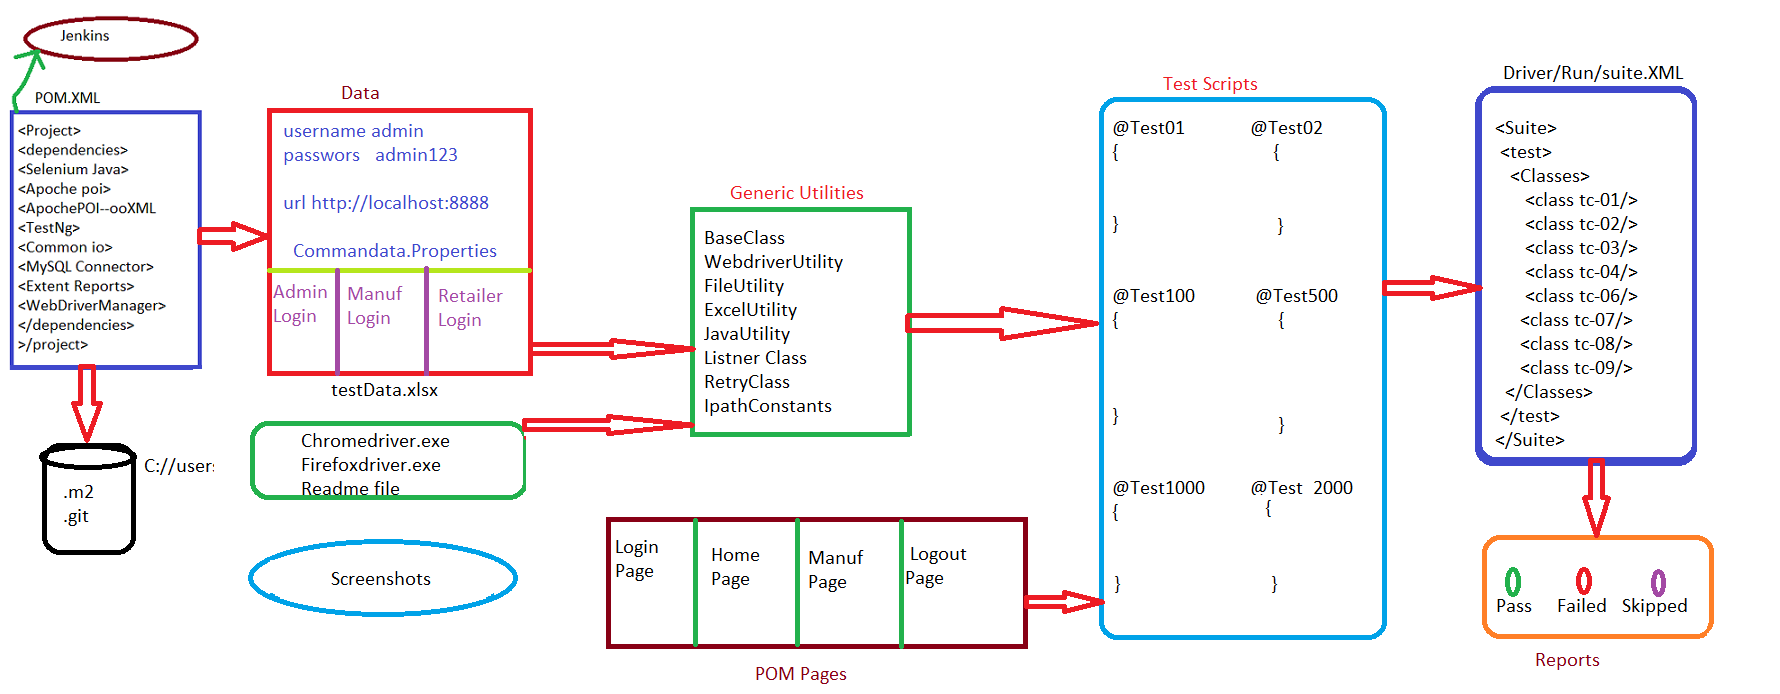 Jenkins
POM.XML
<Project>
<dependencies>
<Selenium Java>
<Apoche poi>
<ApochePOI--ooXML
<TestNg>
<Common io>
<MySQL Connector>
<Extent Reports>
<WebDriverManager>
</dependencies>
>/project>
C://user
.m2
.git
Data
username admin
passwors admin123
url http://localhost:8888
Commandata.Properties
Admin
Login
Manuf
Login
Retailer
Login
testData.xlsx
Chromedriver.exe
Firefoxdriver.exe
Readme file
Screenshots
Generic Utilities
BaseClass
WebdriverUtility
FileUtility
ExcelUtility
JavaUtility
Listner Class
RetryClass
IpathConstants
Login
Page
Home
Page
Manuf
Page
Logout
Page
POM Pages
Test Scripts
@Test01 @Test02
{ {
} }
@Test100 @Test500
{ {
} }
@Test1000 @Test 2000
{ {
} }
Driver/Run/suite.XML
<Suite>
<test>
<Classes>
<class tc-01/>
<class tc-02/>
<class tc-03/>
<class tc-04/>
<class tc-06/>
<class tc-07/>
<class tc-08/>
<class tc-09/>
</Classes>
</test>
</Suite>
Pass Failed Skipped
Reports